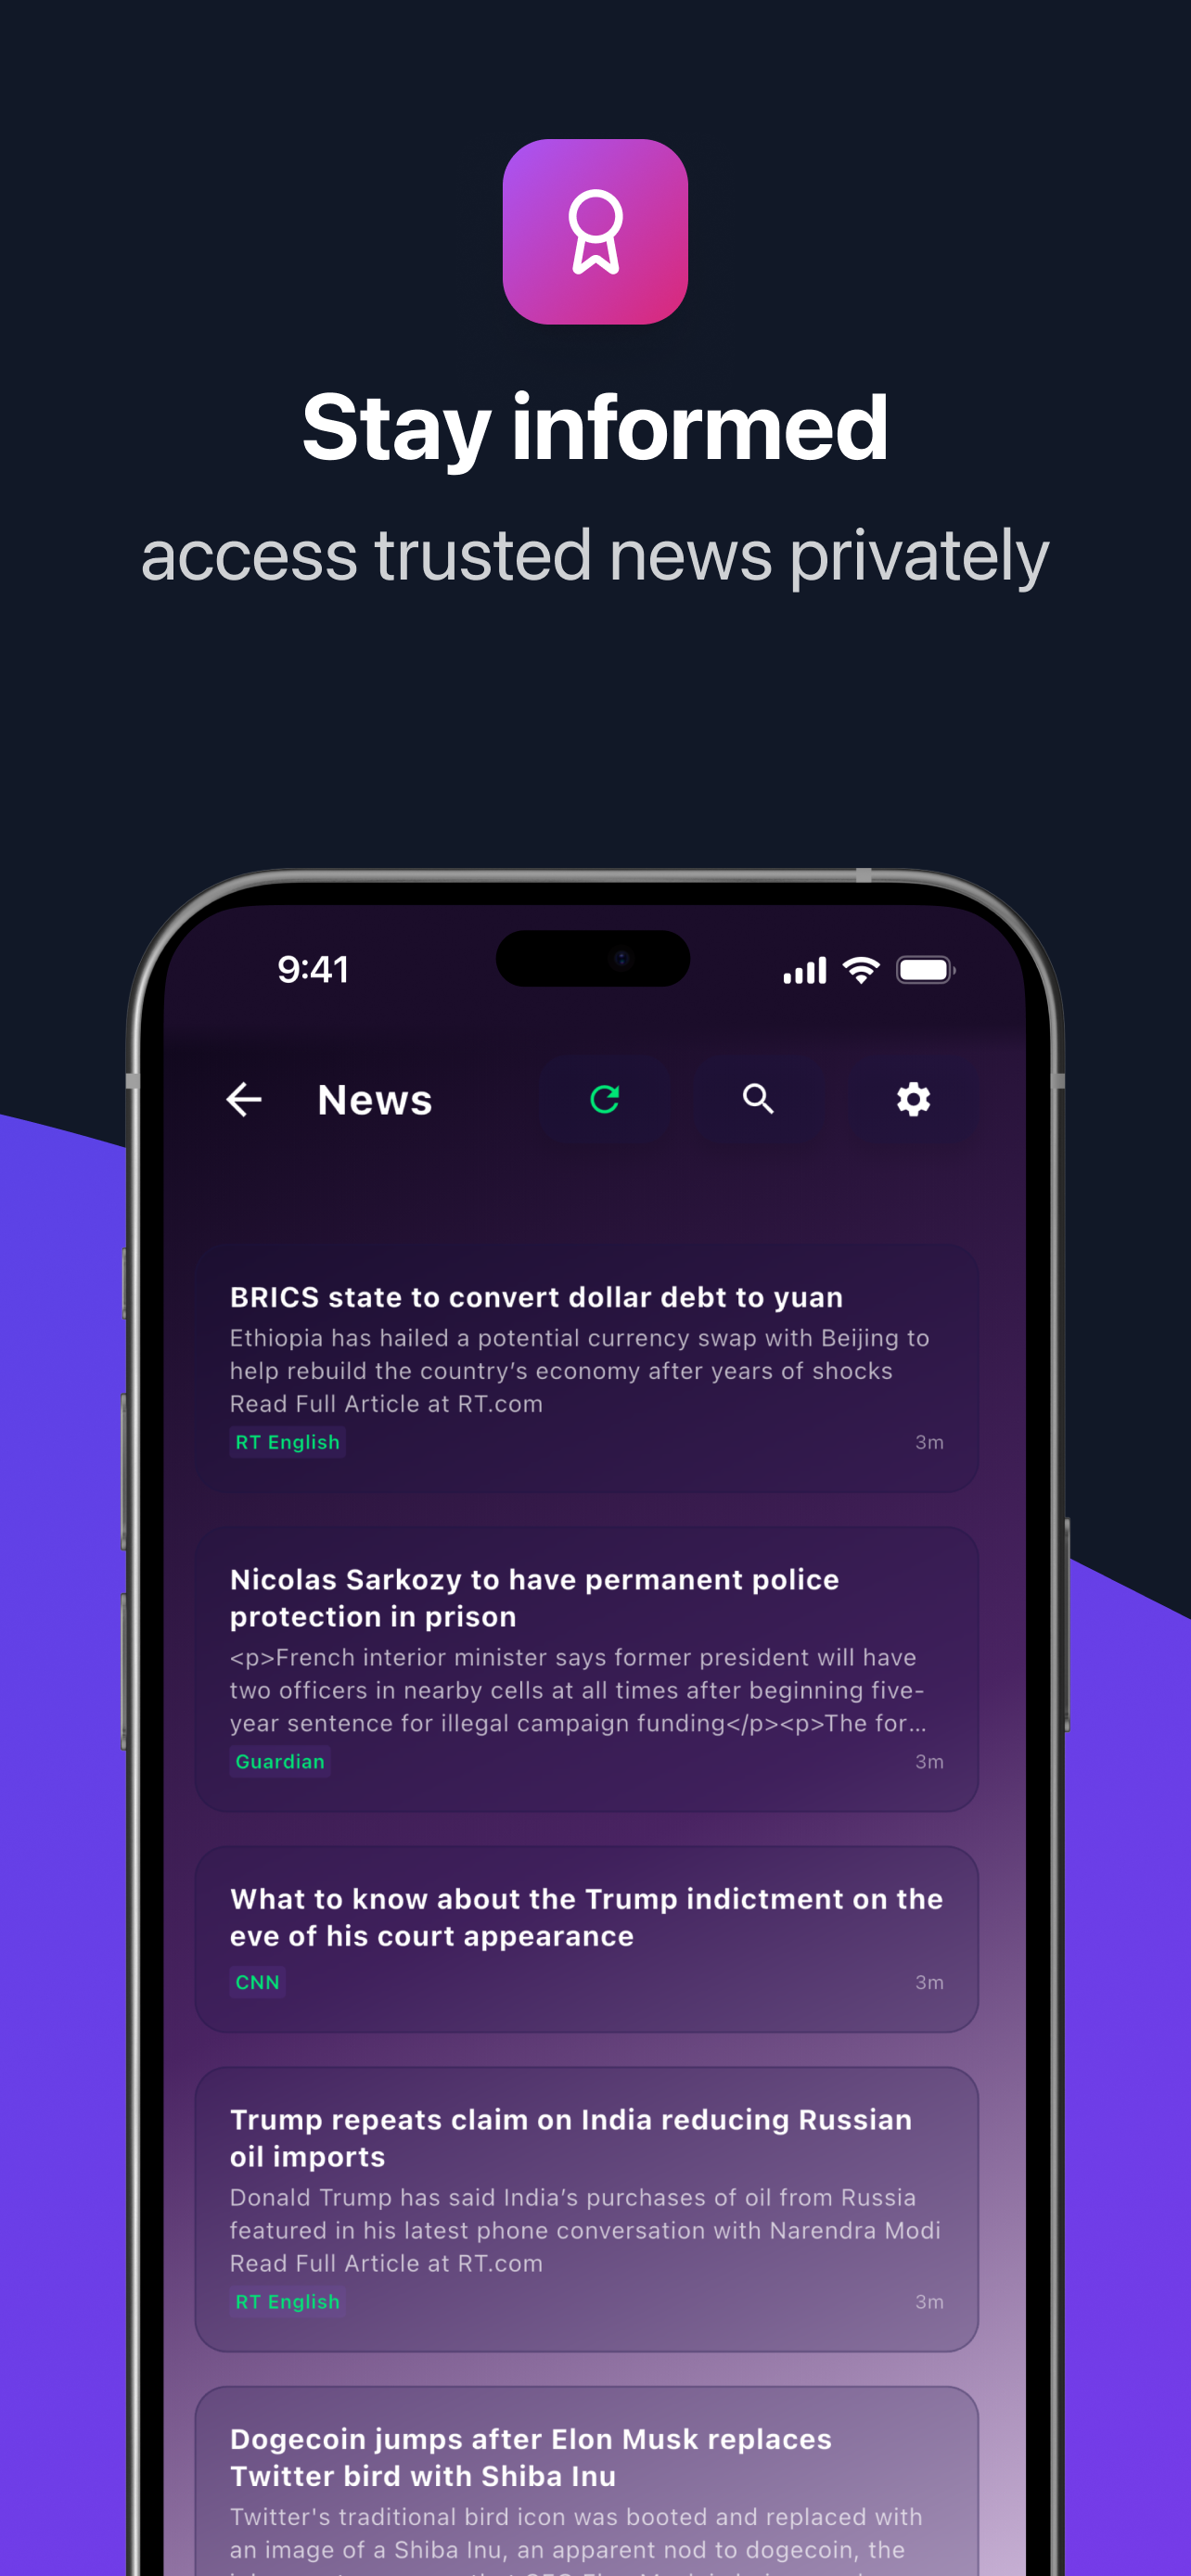 Stay informed
access trusted news privately
9:41
News
BRICS state to convert dollar debt to yuan
Ethiopia has hailed a potential currency swap with Beijing to
help rebuild the country’s economy after years of shocks
Read Full Article at RT.com
RT English
3m
Nicolas Sarkozy to have permanent police
protection in prison
<p>French interior minister says former president will have
two officers in nearby cells at all times after beginning five-
year sentence for illegal campaign funding</p><p>The for...
Guardian
3m
What to know about the Trump indictment on the
eve of his court appearance
CNN
3m
Trump repeats claim on India reducing Russian
oil imports
Donald Trump has said India’s purchases of oil from Russia
featured in his latest phone conversation with Narendra Modi
Read Full Article at RT.com
RT English
3m
Dogecoin jumps after Elon Musk replaces
Twitter bird with Shiba Inu
Twitter's traditional bird icon was booted and replaced with
an image of a Shiba Inu, an apparent nod to dogecoin, the